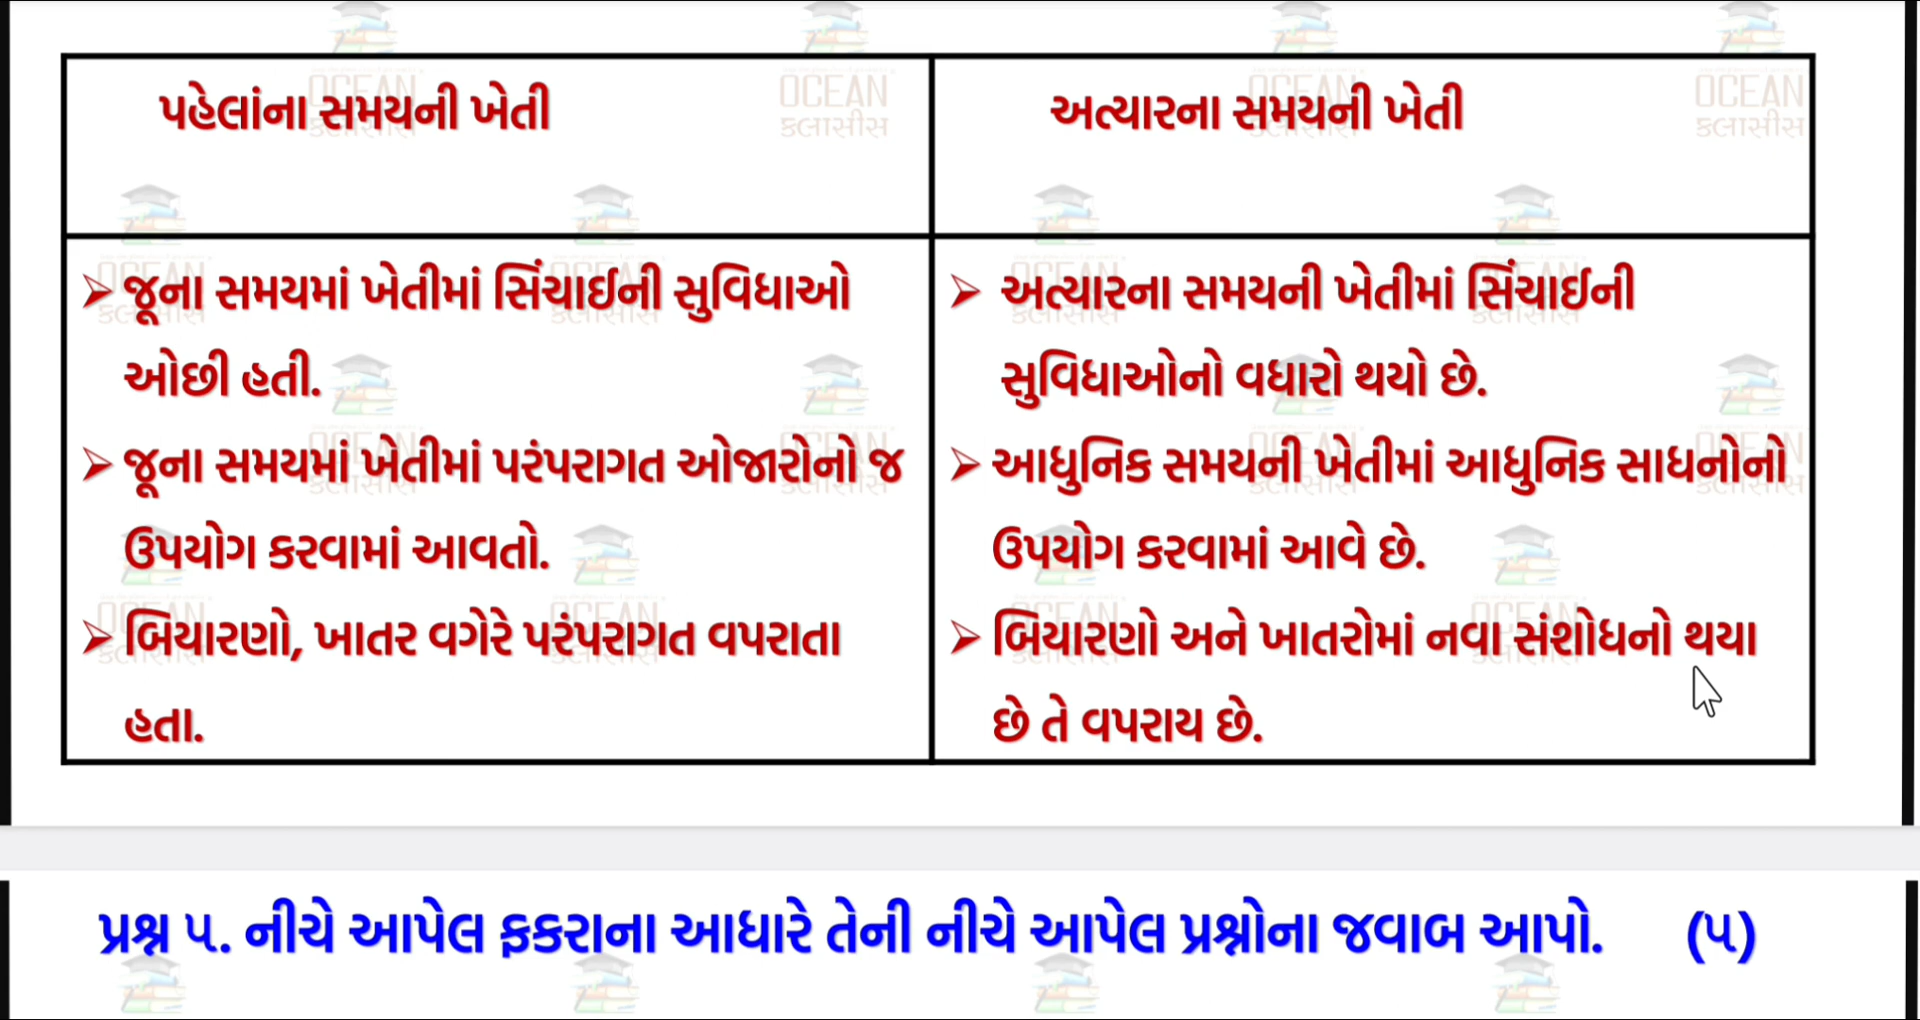 પહેલાંના સમયની ખેતી
અત્યારના સમયની ખેતી
➢ જૂના સમયમાં ખેતીમાં સિંચાઈની સુવિધાઓ
ઓછી હતી.
➢ જૂના સમયમાં ખેતીમાં પરંપરાગત ઓજારોનો જ
ઉપયોગ કરવામાં આવતો.
➢ બિયારણો, ખાતર વગેરે પરંપરાગત વપરાતા
હતા.
➢ અત્યારના સમયની ખેતીમાં સિંચાઈની
સુવિધાઓનો વધારો થયો છે.
➢ આધુનિક સમયની ખેતીમાં આધુનિક સાધનોનો
ઉપયોગ કરવામાં આવે છે.
➢ બિયારણો અને ખાતરોમાં નવા સંશોધનો થયા
છે તે વપરાય છે.
પ્રશ્ન ૫. નીચે આપેલ ફકરાના આધારે તેની નીચે આપેલ પ્રશ્નોના જવાબ આપો. (૫)
OCEAN
ક્લાસીસ